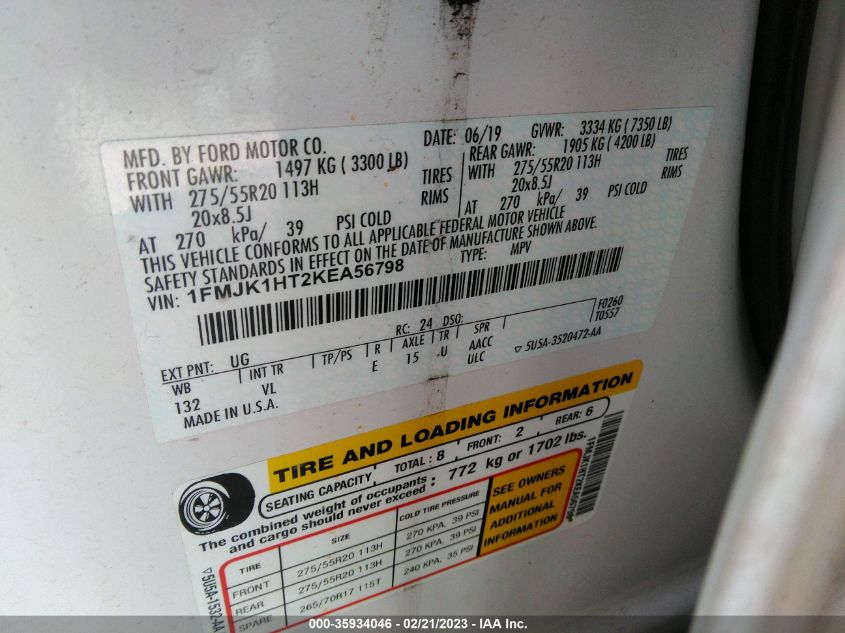 MFD. BY FORD MOTOR CO.
DATE: 06/19 GVWR: 3334 KG ( 7350 LB)
FRONT GAWR: 1497 KG ( 3300 LB)
REAR GAWR: 1905 KG ( 4200 LB)
WITH 275/55R20 113H TIRES
WITH 275/55R20 113H TIRES
20x8.5J RIMS
20x8.5J RIMS
AT 270 kPa/ 39 PSI COLD
AT 270 kPa/ 39 PSI COLD
THIS VEHICLE CONFORMS TO ALL APPLICABLE FEDERAL MOTOR VEHICLE
SAFETY STANDARDS IN EFFECT ON THE DATE OF MANUFACTURE SHOWN ABOVE.
VIN: 1FMJK1HT2KEA56798 TYPE: MPV
F0260
T0557
RC: 24 DSO:
EXT PNT: UG
WB INT TR TP/PS R AXLE TR SPR
132 VL E 15 .U AACC
ULC
▽ 5U5A-3520472-AA
MADE IN U.S.A.
TIRE AND LOADING INFORMATION
SEATING CAPACITY TOTAL : 8 FRONT: 2 REAR: 6
The combined weight of occupants
and cargo should never exceed : 772 kg or 1702 lbs.
TIRE SIZE COLD TIRE PRESSURE
FRONT 275/55R20 113H 270 KPA, 39 PSI
REAR 275/55R20 113H 270 KPA, 39 PSI
SPARE 265/70R17 115T 240 KPA, 35 PSI
SEE OWNERS
MANUAL FOR
ADDITIONAL
INFORMATION
1FMJK1HT2KEA56798
▽5U5A-1532-AA
000-35934046 - 02/21/2023 - IAA Inc.